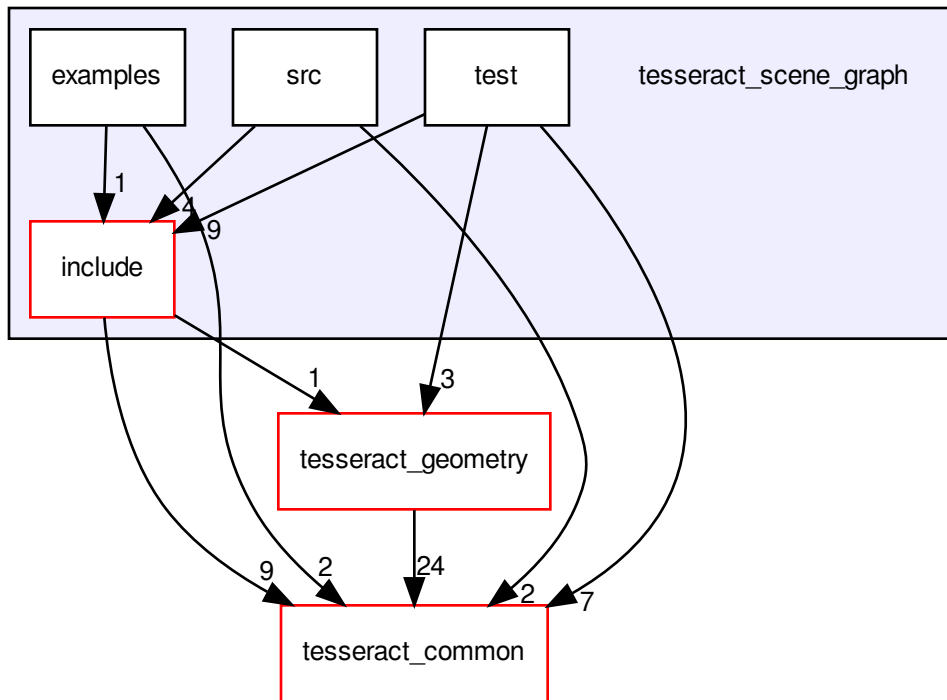 examples
src
test
tesseract_scene_graph
1
4
9
include
1
3
tesseract_geometry
9
2
24
2
7
tesseract_common